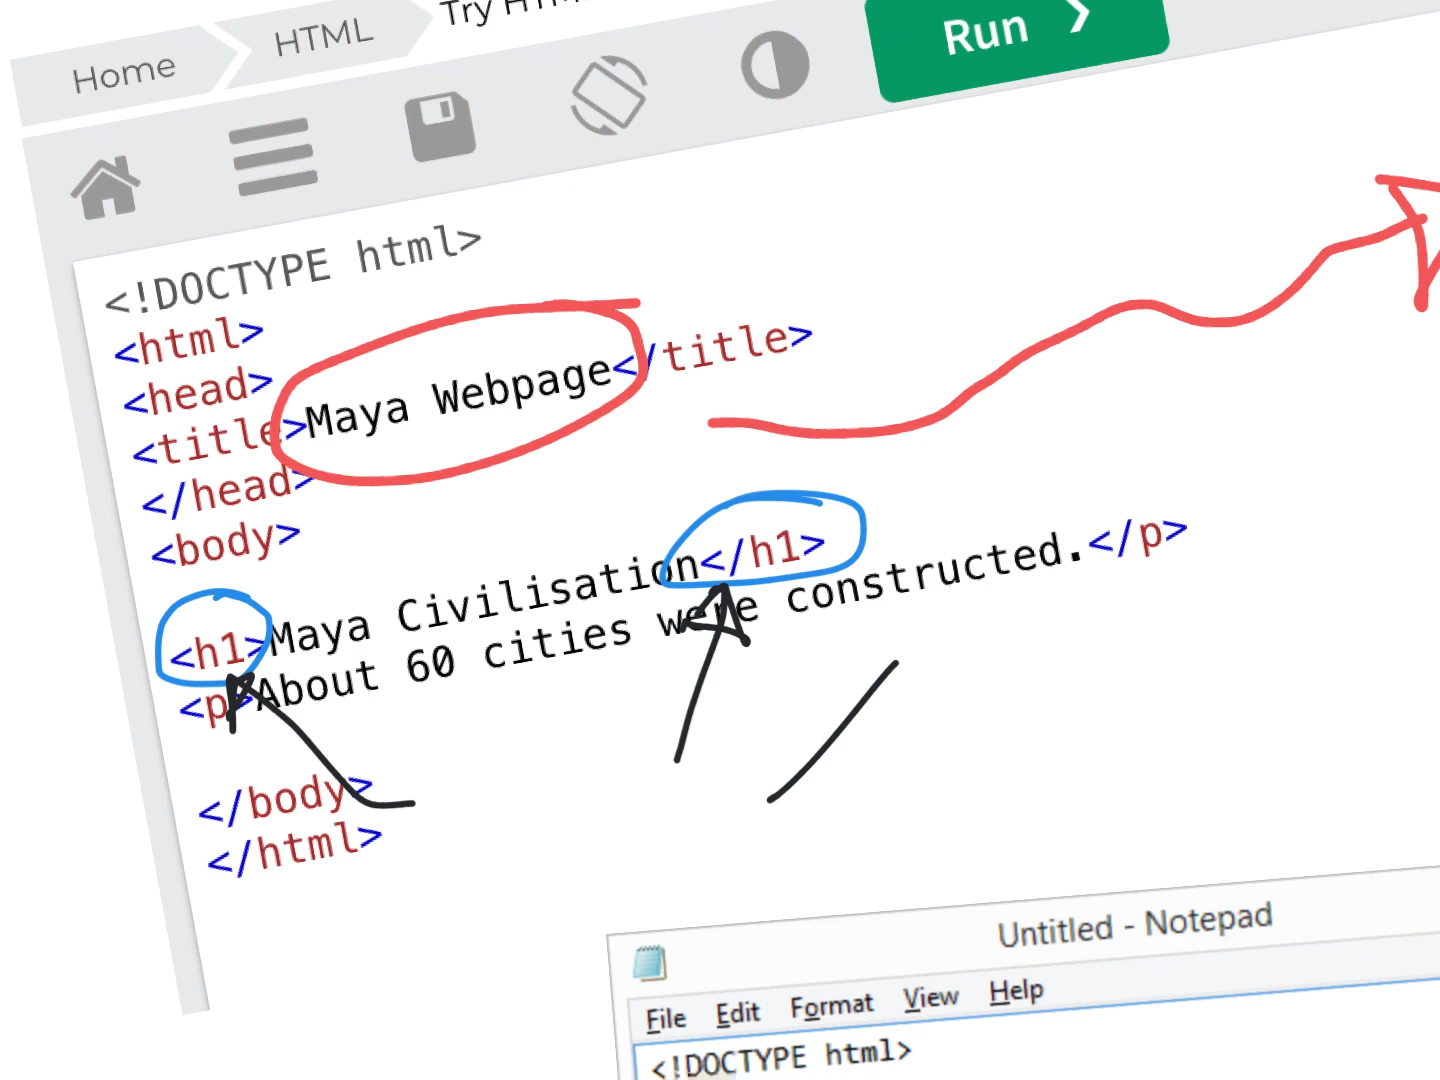 Home
HTML
Try
Run
<!DOCTYPE html>
<html>
<head>
<title>Maya Webpage</title>
</head>
<body>
<h1>Maya Civilisation</h1>
<p>About 60 cities were constructed.</p>
</body>
</html>
Untitled - Notepad
File Edit Format View Help
<!DOCTYPE html>